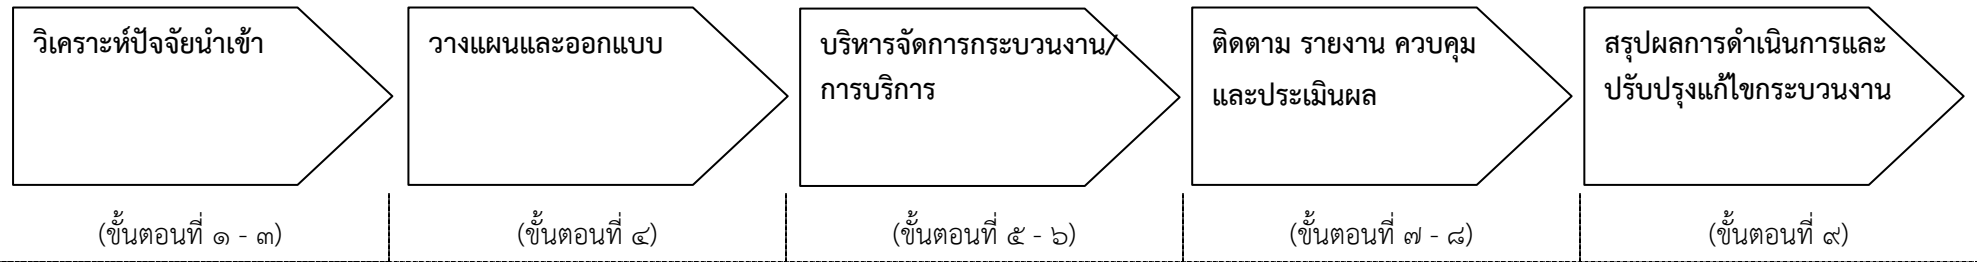 วิเคราะห์ปัจจัยนำเข้า
วางแผนและออกแบบ
บริหารจัดการกระบวนงาน/
การบริการ
ติดตาม รายงาน ควบคุม
และประเมินผล
สรุปผลการดำเนินการและ
ปรับปรุงแก้ไขกระบวนงาน
(ขั้นตอนที่ ๑ - ๓)
(ขั้นตอนที่ ๔)
(ขั้นตอนที่ ๕ - ๖)
(ขั้นตอนที่ ๗ - ๘)
(ขั้นตอนที่ ๙)